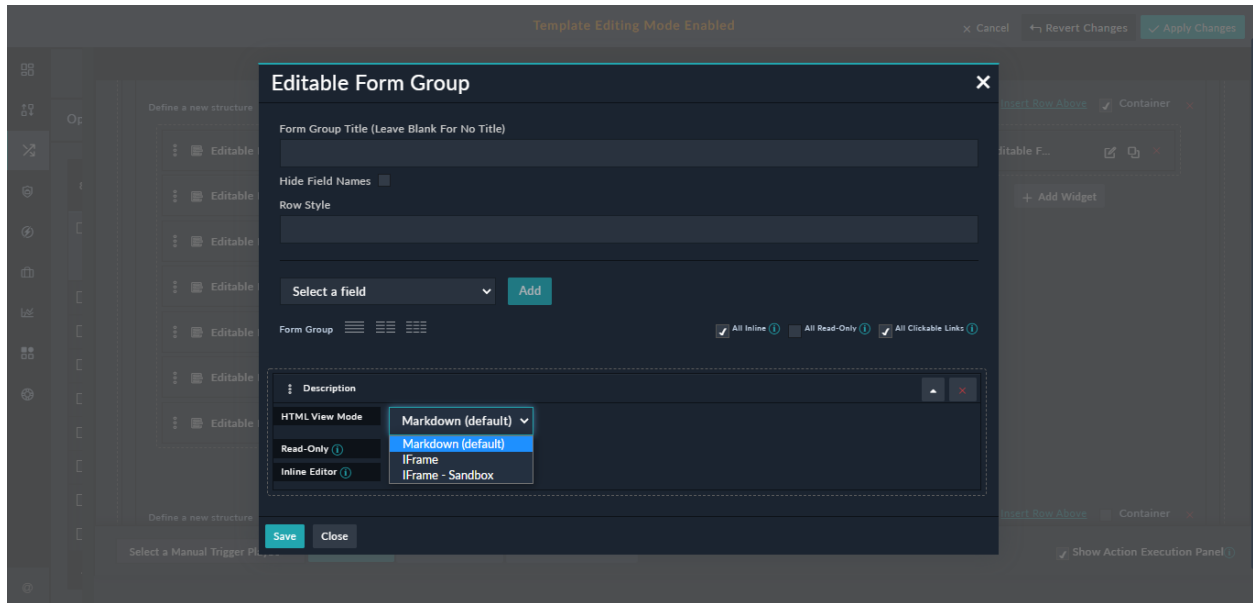 Template Editing Mode Enabled
Cancel
Revert Changes
Apply Changes
Editable Form Group
Define a new structure
Insert Row Above
Container
Form Group Title (Leave Blank For No Title)
Editable
ditable F...
Hide Field Names
Editable
+ Add Widget
Row Style
Editable
Editable
Select a field
Add
Form Group
All Inline
All Read-Only
All Clickable Links
Editable
Editable
Description
HTML View Mode
Markdown (default)
Editable
Markdown (default)
Read-Only
IFrame
Inline Editor
IFrame - Sandbox
Define a new structure
Insert Row Above
Container
Save
Close
Select a Manual Trigger Pl
Show Action Execution Panel